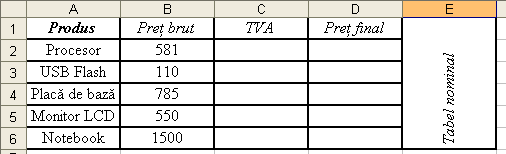 A B C D E
1 Produs Preț brut TVA Preț final Tabel nominal
2 Procesor 581
3 USB Flash 110
4 Placă de bază 785
5 Monitor LCD 550
6 Notebook 1500